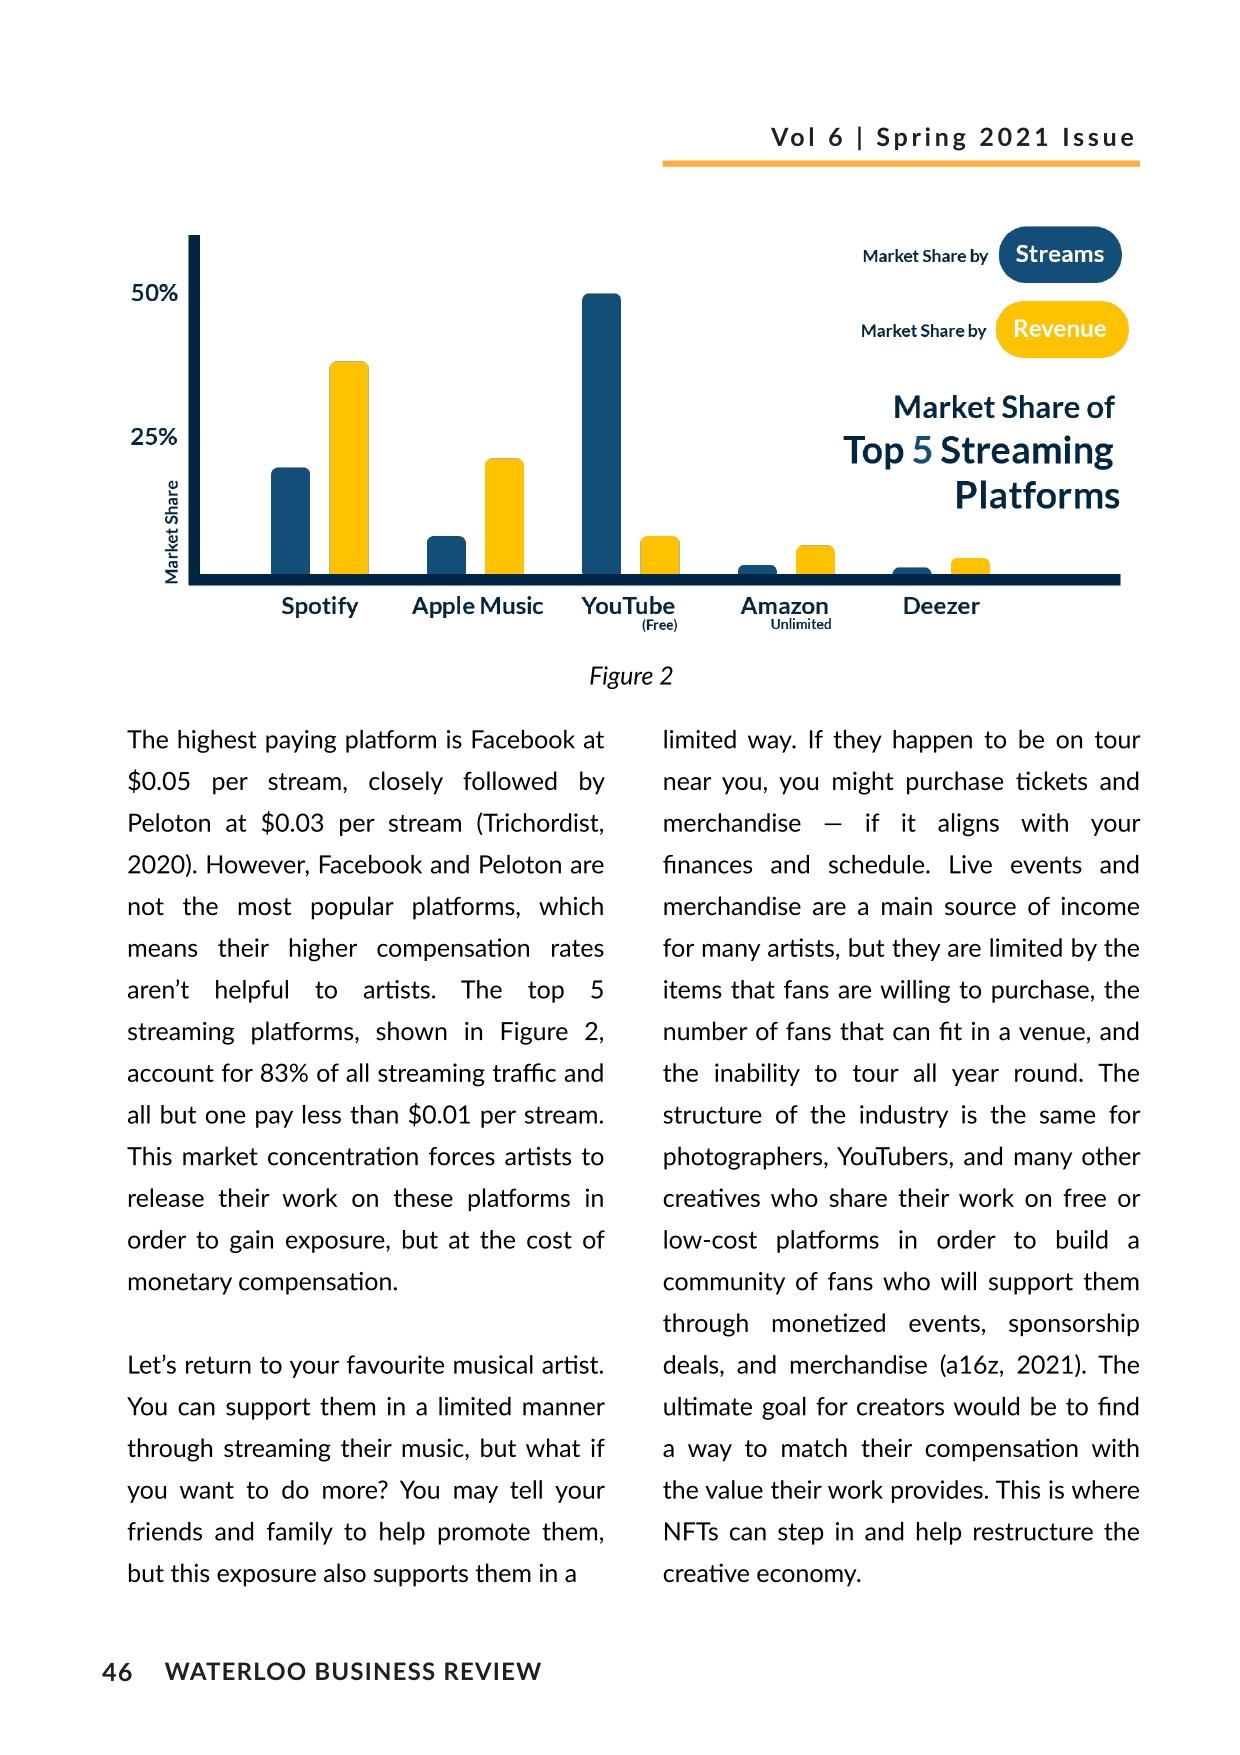 Vol 6 | Spring 2021 Issue
Market Share by Streams
Market Share by Revenue
Market Share of
Top 5 Streaming
Platforms
50%
25%
Market Share
Spotify
Apple Music
YouTube
(Free)
Amazon
Unlimited
Deezer
Figure 2
The highest paying platform is Facebook at
$0.05 per stream, closely followed by
Peloton at $0.03 per stream (Trichordist,
2020). However, Facebook and Peloton are
not the most popular platforms, which
means their higher compensation rates
aren’t helpful to artists. The top 5
streaming platforms, shown in Figure 2,
account for 83% of all streaming traffic and
all but one pay less than $0.01 per stream.
This market concentration forces artists to
release their work on these platforms in
order to gain exposure, but at the cost of
monetary compensation.
Let’s return to your favourite musical artist.
You can support them in a limited manner
through streaming their music, but what if
you want to do more? You may tell your
friends and family to help promote them,
but this exposure also supports them in a
limited way. If they happen to be on tour
near you, you might purchase tickets and
merchandise — if it aligns with your
finances and schedule. Live events and
merchandise are a main source of income
for many artists, but they are limited by the
items that fans are willing to purchase, the
number of fans that can fit in a venue, and
the inability to tour all year round. The
structure of the industry is the same for
photographers, YouTubers, and many other
creatives who share their work on free or
low-cost platforms in order to build a
community of fans who will support them
through monetized events, sponsorship
deals, and merchandise (a16z, 2021). The
ultimate goal for creators would be to find
a way to match their compensation with
the value their work provides. This is where
NFTs can step in and help restructure the
creative economy.
46 WATERLOO BUSINESS REVIEW